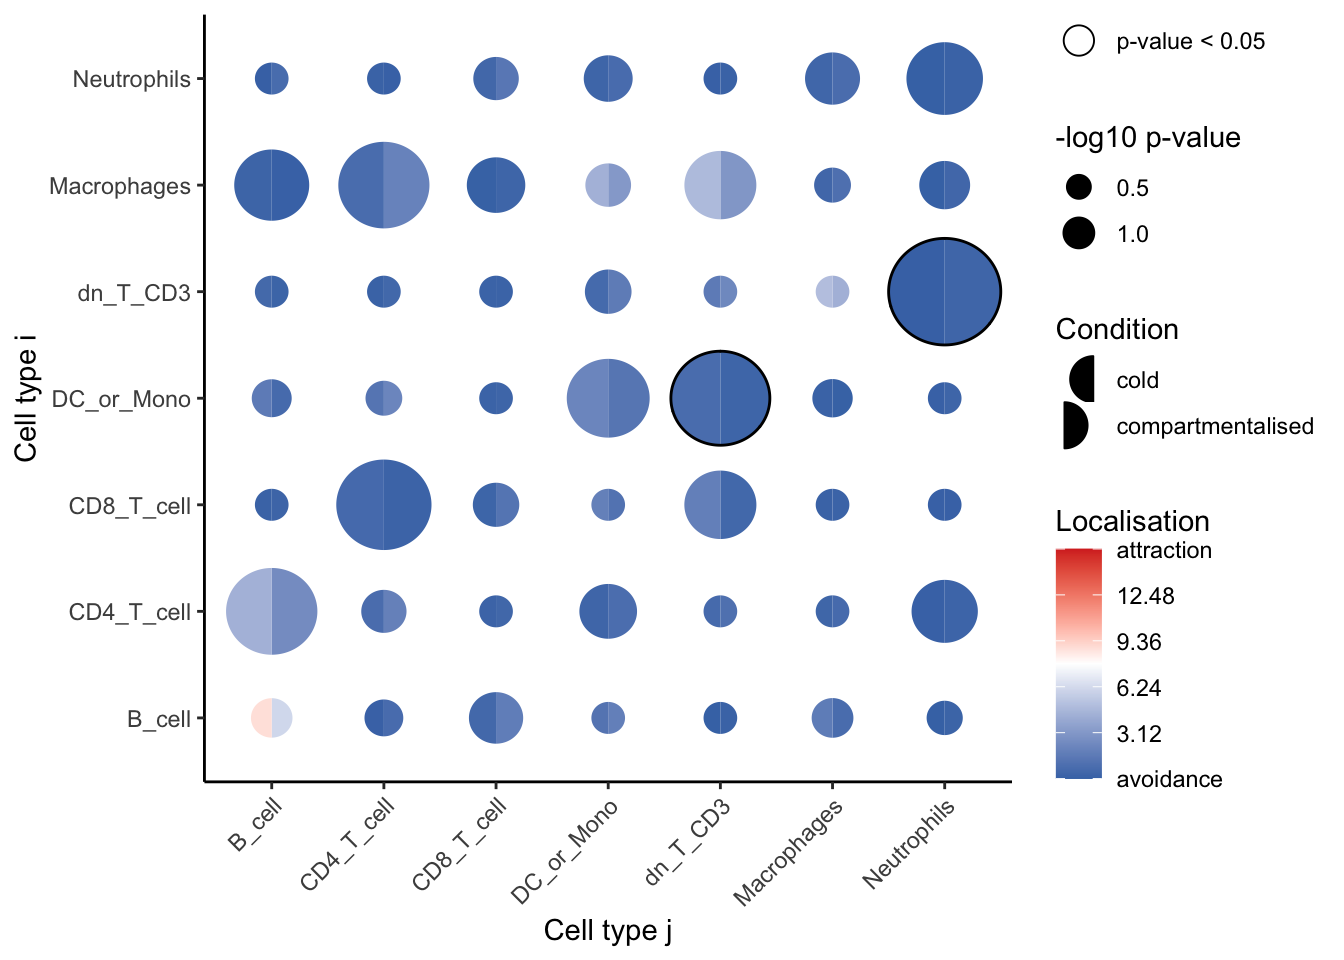 Neutrophils
Macrophages
dn_T_CD3
DC_or_Mono
CD8_T_cell
CD4_T_cell
B_cell
Cell type i
B_cell
CD4_T_cell
CD8_T_cell
DC_or_Mono
dn_T_CD3
Macrophages
Neutrophils
Cell type j
p-value < 0.05
-log10 p-value
0.5
1.0
Condition
cold
compartmentalised
Localisation
attraction
12.48
9.36
6.24
3.12
avoidance